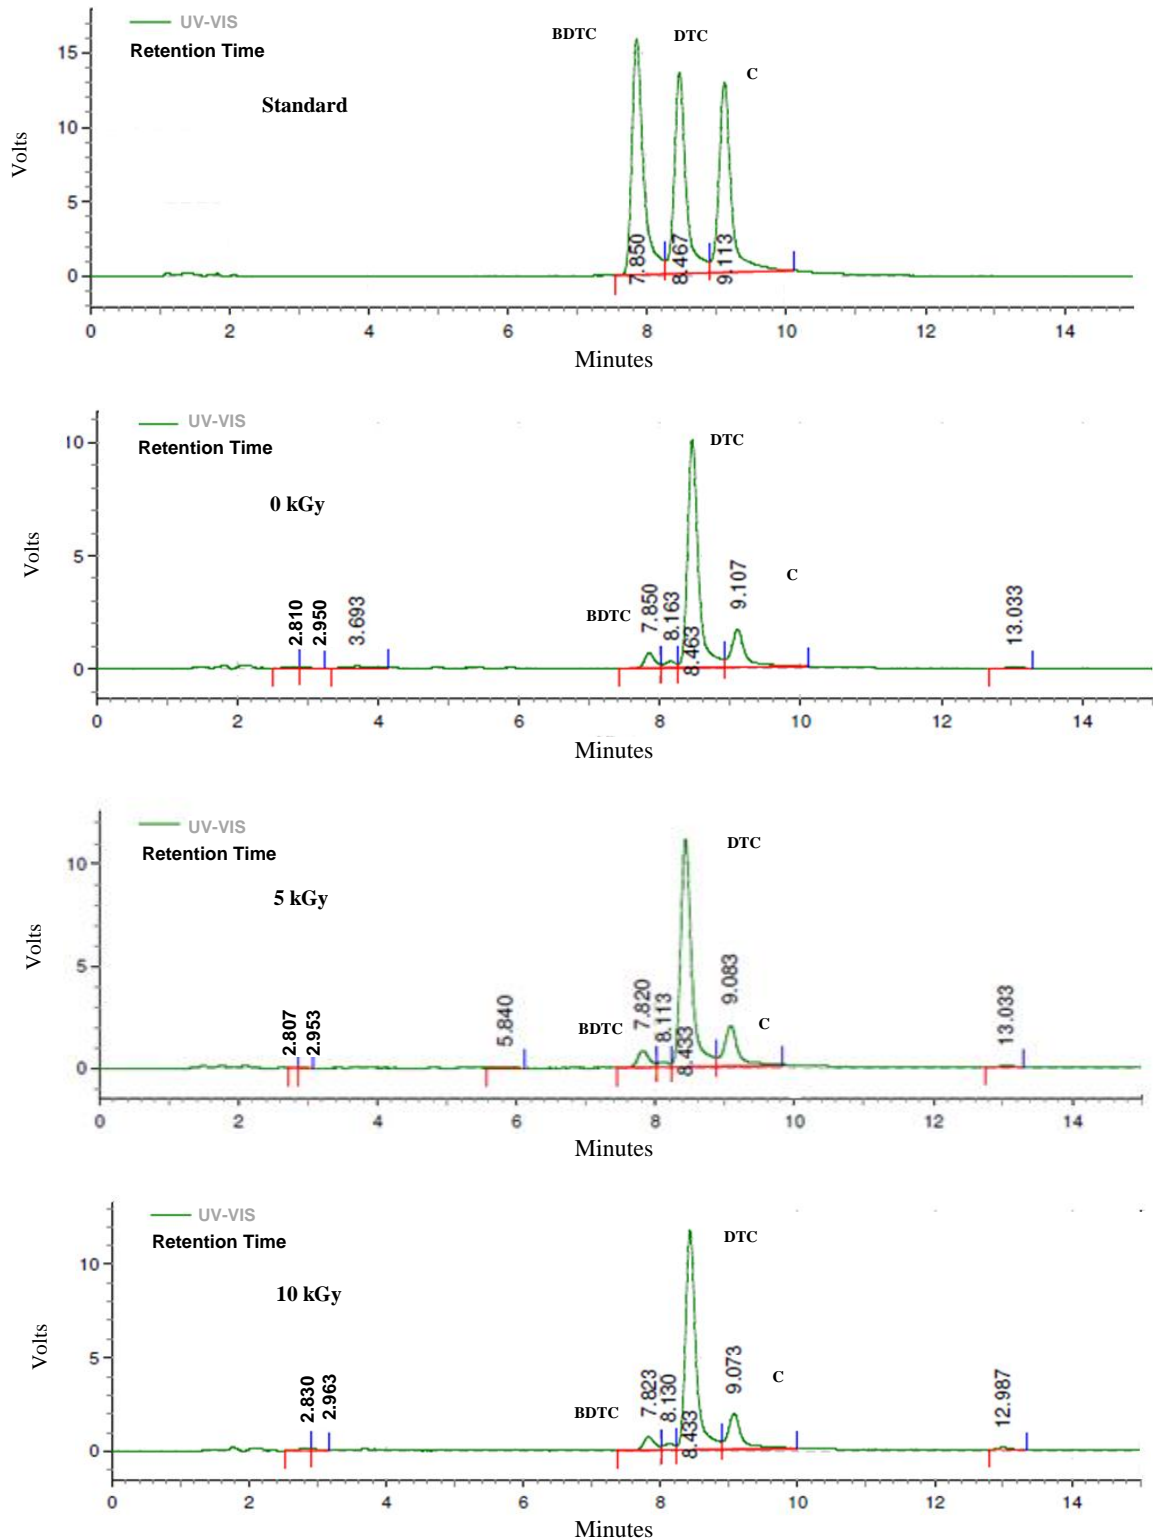 UV-VIS
Retention Time
Standard
BDTC
DTC
C
Volts
15
10
5
0
7.850
8.467
9.113
0 2 4 6 8 10 12 14
Minutes
UV-VIS
Retention Time
0 kGy
DTC
BDTC
C
Volts
10
5
0
2.810
2.950
3.693
7.850
8.163
8.463
9.107
13.033
0 2 4 6 8 10 12 14
Minutes
UV-VIS
Retention Time
5 kGy
DTC
BDTC
C
Volts
10
5
0
2.807
2.953
5.840
7.820
8.113
8.433
9.083
13.033
0 2 4 6 8 10 12 14
Minutes
UV-VIS
Retention Time
10 kGy
DTC
BDTC
C
Volts
10
5
0
2.830
2.963
7.823
8.130
8.433
9.073
12.987
0 2 4 6 8 10 12 14
Minutes